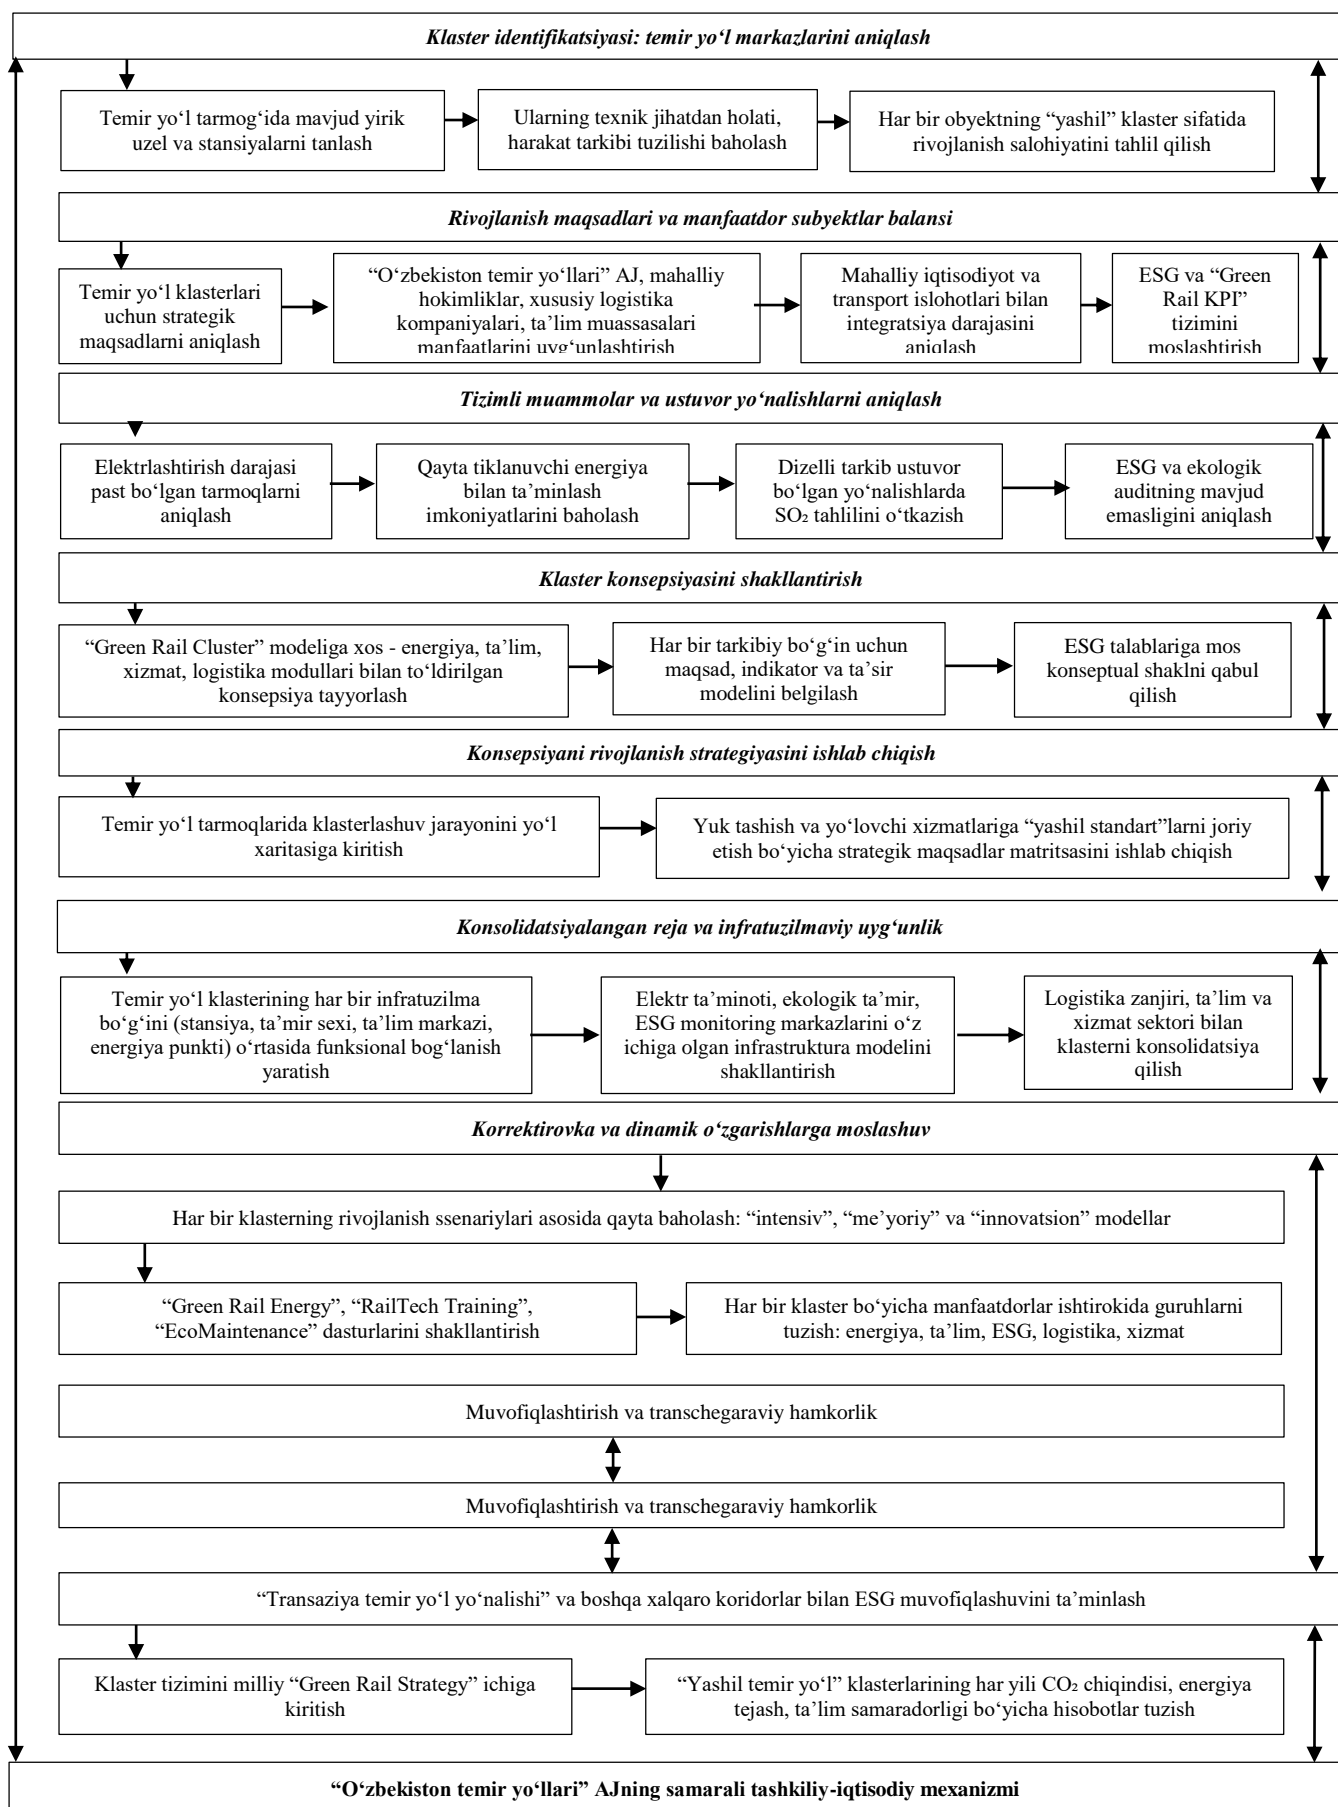 Klaster identifikatsiyasi: temir yo‘l markazlarini aniqlash
Temir yo‘l tarmog‘ida mavjud yirik
uzel va stansiyalarni tanlash
Ularning texnik jihatdan holati,
harakat tarkibi tuzilishi baholash
Har bir obyektning “yashil” klaster sifatida
rivojlanish salohiyatini tahlil qilish
Rivojlanish maqsadlari va manfaatdor subyektlar balansi
Temir yo‘l klasterlari
uchun strategik
maqsadlarni aniqlash
“O‘zbekiston temir yo‘llari” AJ, mahalliy
hokimliklar, xususiy logistika
kompaniyalari, ta’lim muassasalari
manfaatlarini uyg‘unlashtirish
Mahalliy iqtisodiyot va
transport islohotlari bilan
integratsiya darajasini
aniqlash
ESG va “Green
Rail KPI”
tizimini
moslashtirish
Tizimli muammolar va ustuvor yo‘nalishlarni aniqlash
Elektrlashtirish darajasi
past bo‘lgan tarmoqlarni
aniqlash
Qayta tiklanuvchi energiya
bilan ta’minlash
imkoniyatlarini baholash
Dizelli tarkib ustuvor
bo‘lgan yo‘nalishlarda
SO₂ tahlilini o‘tkazish
ESG va ekologik
auditning mavjud
emasligini aniqlash
Klaster konsepsiyasini shakllantirish
“Green Rail Cluster” modeliga xos - energiya, ta’lim,
xizmat, logistika modullari bilan to‘ldirilgan
konsepsiya tayyorlash
Har bir tarkibiy bo‘g‘in uchun
maqsad, indikator va ta’sir
modelini belgilash
ESG talablariga mos
konseptual shaklni qabul
qilish
Konsepsiyani rivojlanish strategiyasini ishlab chiqish
Temir yo‘l tarmoqlarida klasterlashuv jarayonini yo‘l
xaritasiga kiritish
Yuk tashish va yo‘lovchi xizmatlariga “yashil standart”larni joriy
etish bo‘yicha strategik maqsadlar matritsasini ishlab chiqish
Konsolidatsiyalangan reja va infratuzilmaviy uyg‘unlik
Temir yo‘l klasterining har bir infratuzilma
bo‘g‘ini (stansiya, ta’mir sexi, ta’lim markazi,
energiya punkti) o‘rtasida funksional bog‘lanish
yaratish
Elektr ta’minoti, ekologik ta’mir,
ESG monitoring markazlarini o‘z
ichiga olgan infrastruktura modelini
shakllantirish
Logistika zanjiri, ta’lim va
xizmat sektori bilan
klasterni konsolidatsiya
qilish
Korrektirovka va dinamik o‘zgarishlarga moslashuv
Har bir klasterning rivojlanish ssenariylari asosida qayta baholash: “intensiv”, “me’yoriy” va “innovatsion” modellar
“Green Rail Energy”, “RailTech Training”,
“EcoMaintenance” dasturlarini shakllantirish
Har bir klaster bo‘yicha manfaatdorlar ishtirokida guruhlarni
tuzish: energiya, ta’lim, ESG, logistika, xizmat
Muvofiqlashtirish va transchegaraviy hamkorlik
Muvofiqlashtirish va transchegaraviy hamkorlik
“Transaziya temir yo‘l yo‘nalishi” va boshqa xalqaro koridorlar bilan ESG muvofiqlashuvini ta’minlash
Klaster tizimini milliy “Green Rail Strategy” ichiga
kiritish
“Yashil temir yo‘l” klasterlarining har yili CO₂ chiqindisi, energiya
tejash, ta’lim samaradorligi bo‘yicha hisobotlar tuzish
“O‘zbekiston temir yo‘llari” AJning samarali tashkiliy-iqtisodiy mexanizmi